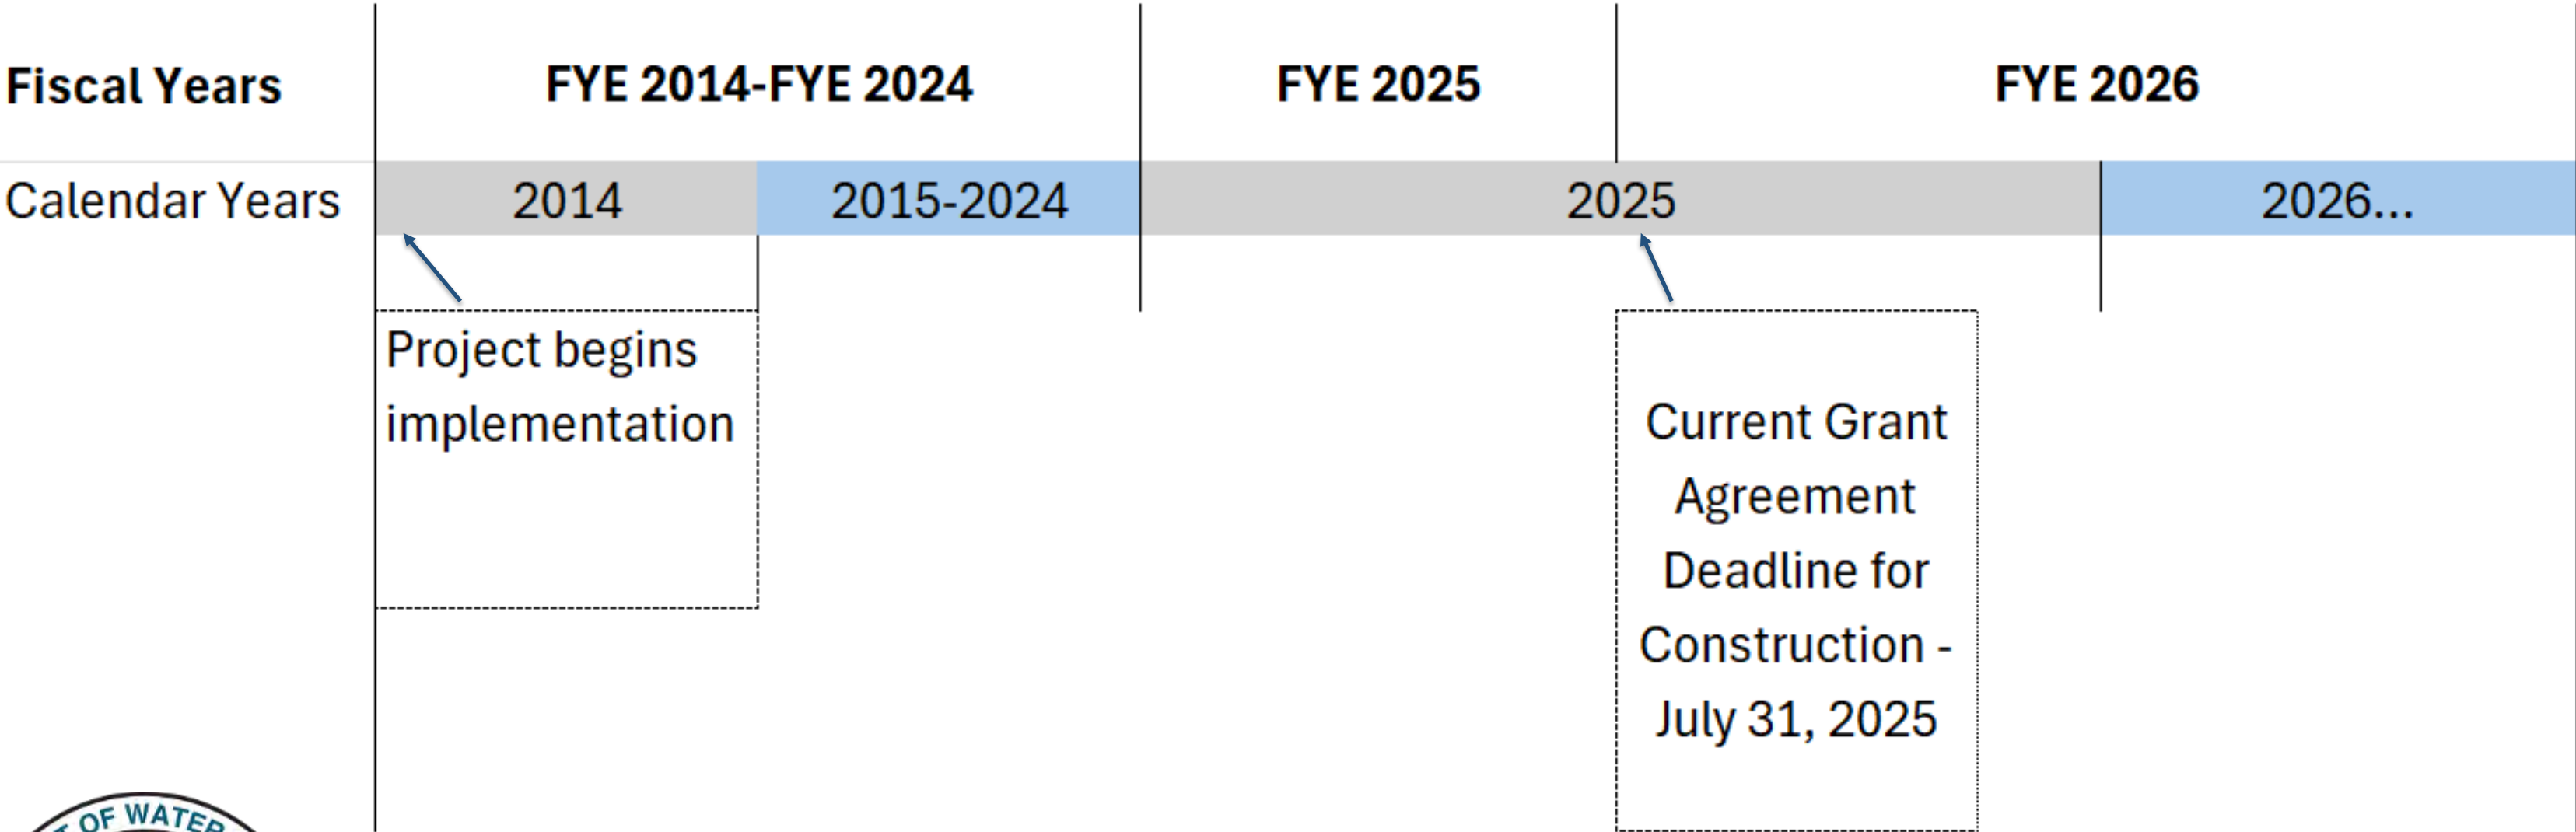 Fiscal Years FYE 2014-FYE 2024 FYE 2025 FYE 2026
Calendar Years 2014 2015-2024 2025 2026...
Project begins
implementation
Current Grant
Agreement
Deadline for
Construction -
July 31, 2025
OF WATER